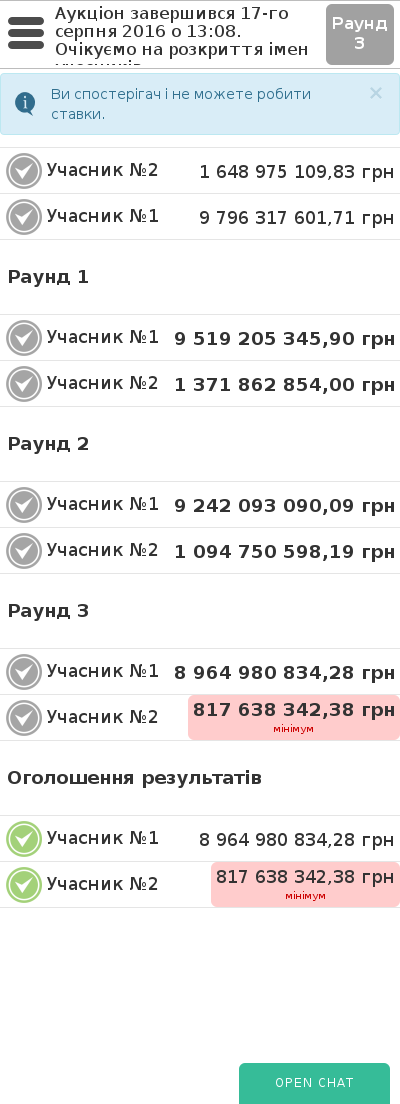 Аукціон завершився 17-го
серпня 2016 о 13:08.
Очікуємо на розкриття імен
Раунд
3
Ви спостерігач і не можете робити
ставки.
×
Учасник №2 1 648 975 109,83 грн
Учасник №1 9 796 317 601,71 грн
Раунд 1
Учасник №1 9 519 205 345,90 грн
Учасник №2 1 371 862 854,00 грн
Раунд 2
Учасник №1 9 242 093 090,09 грн
Учасник №2 1 094 750 598,19 грн
Раунд 3
Учасник №1 8 964 980 834,28 грн
Учасник №2 817 638 342,38 грн
мінімум
Оголошення результатів
Учасник №1 8 964 980 834,28 грн
Учасник №2 817 638 342,38 грн
мінімум
OPEN CHAT